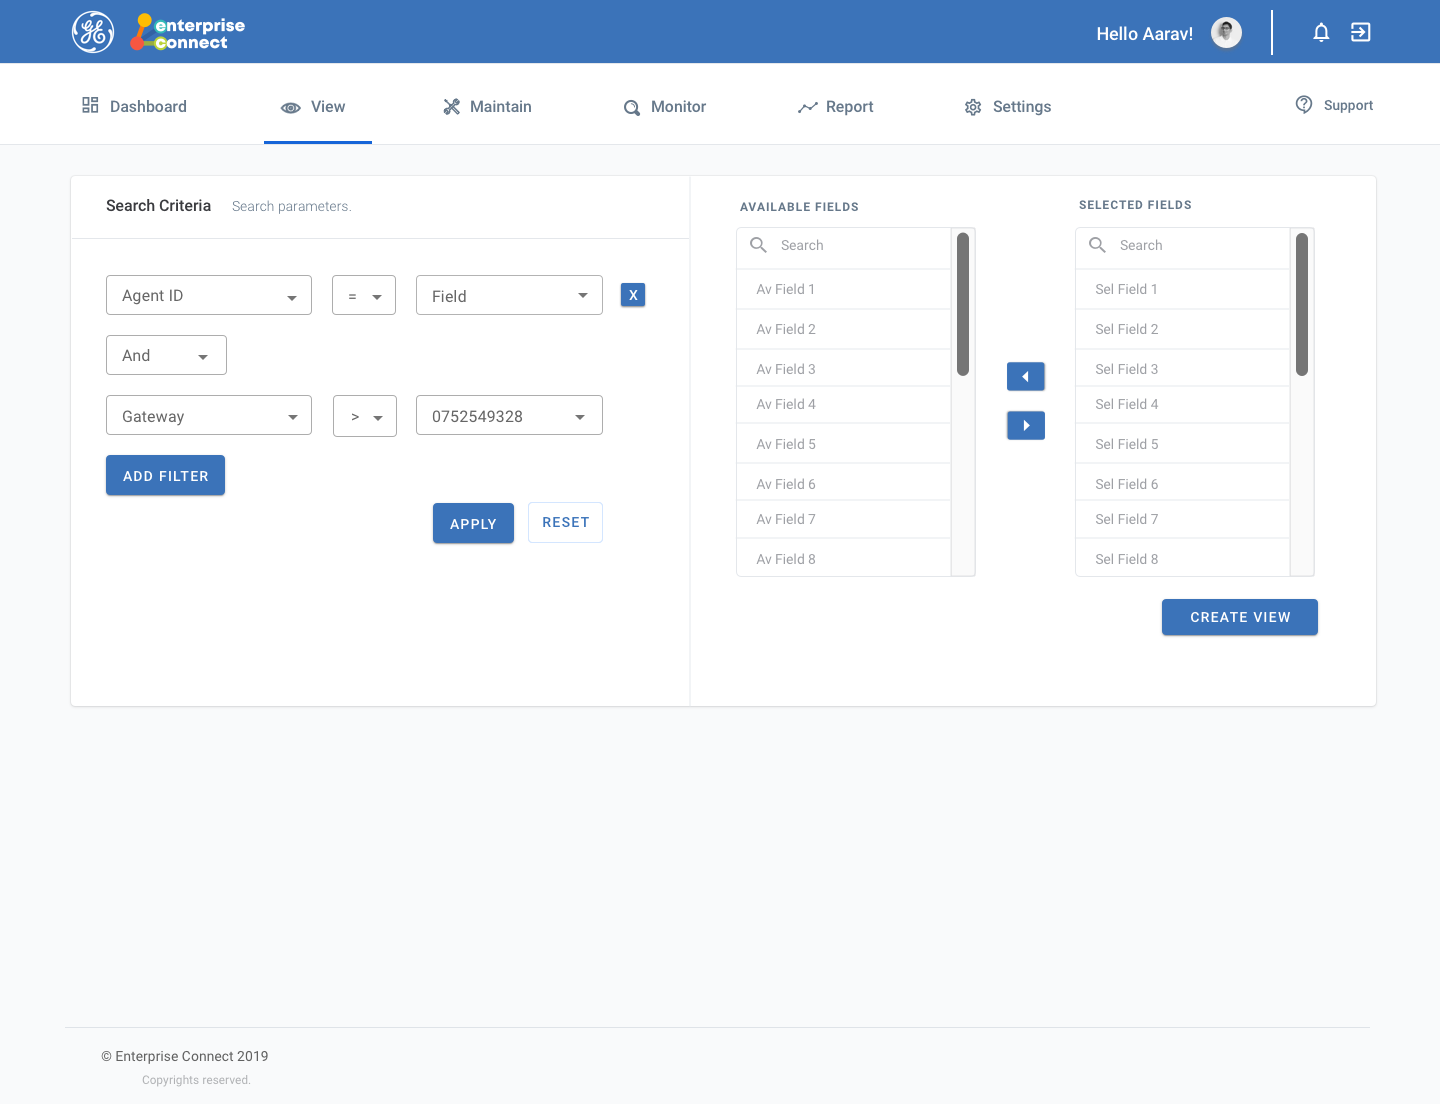 GE
enterprise
connect
Hello Aarav!
Dashboard
View
Maintain
Monitor
Report
Settings
Support
Search Criteria
Search parameters.
Agent ID
=
Field
X
And
Gateway
>
0752549328
ADD FILTER
APPLY
RESET
AVAILABLE FIELDS
Search
Av Field 1
Av Field 2
Av Field 3
Av Field 4
Av Field 5
Av Field 6
Av Field 7
Av Field 8
SELECTED FIELDS
Search
Sel Field 1
Sel Field 2
Sel Field 3
Sel Field 4
Sel Field 5
Sel Field 6
Sel Field 7
Sel Field 8
CREATE VIEW
© Enterprise Connect 2019
Copyrights reserved.